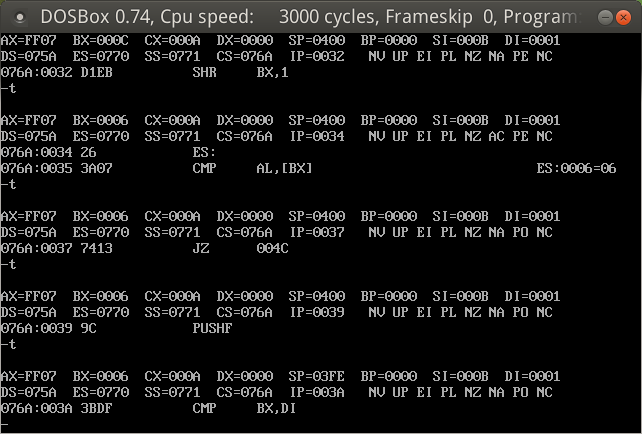 DOSBox 0.74, Cpu speed: 3000 cycles, Frameskip 0, Program
AX=FF07 BX=000C CX=000A DX=0000 SP=0400 BP=0000 SI=000B DI=0001
DS=075A ES=0770 SS=0771 CS=076A IP=0032 NV UP EI PL NZ NA PE NC
076A:0032 D1EB SHR BX,1
-t
AX=FF07 BX=0006 CX=000A DX=0000 SP=0400 BP=0000 SI=000B DI=0001
DS=075A ES=0770 SS=0771 CS=076A IP=0034 NV UP EI PL NZ AC PE NC
076A:0034 26 ES:
076A:0035 3A07 CMP AL,[BX] ES:0006=06
-t
AX=FF07 BX=0006 CX=000A DX=0000 SP=0400 BP=0000 SI=000B DI=0001
DS=075A ES=0770 SS=0771 CS=076A IP=0037 NV UP EI PL NZ NA PO NC
076A:0037 7413 JZ 004C
-t
AX=FF07 BX=0006 CX=000A DX=0000 SP=0400 BP=0000 SI=000B DI=0001
DS=075A ES=0770 SS=0771 CS=076A IP=0039 NV UP EI PL NZ NA PO NC
076A:0039 9C PUSHF
-t
AX=FF07 BX=0006 CX=000A DX=0000 SP=03FE BP=0000 SI=000B DI=0001
DS=075A ES=0770 SS=0771 CS=076A IP=003A NV UP EI PL NZ NA PO NC
076A:003A 3BDF CMP BX,DI
-